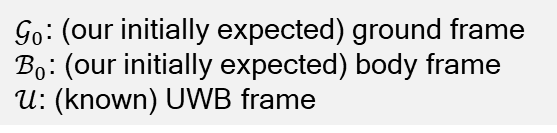 𝒢₀: (our initially expected) ground frame
ℬ₀: (our initially expected) body frame
𝒰: (known) UWB frame